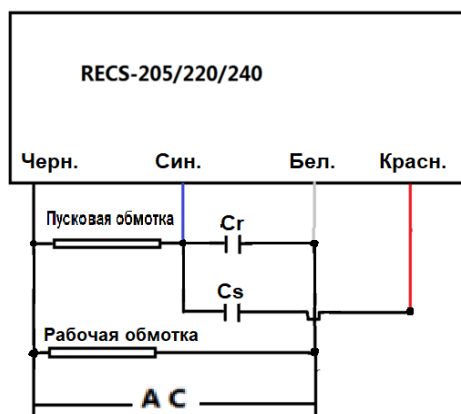 RECS-205/220/240
Черн. Син. Бел. Красн.
Пусковая обмотка Cr
Cs
Рабочая обмотка
A C